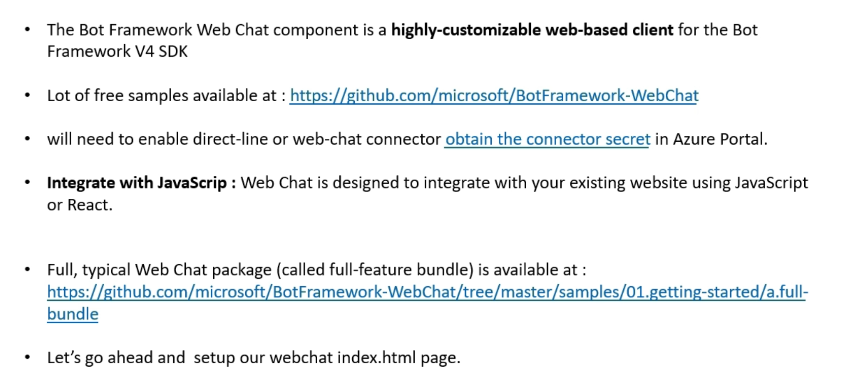 • The Bot Framework Web Chat component is a highly-customizable web-based client for the Bot
Framework V4 SDK
• Lot of free samples available at : https://github.com/microsoft/BotFramework-WebChat
• will need to enable direct-line or web-chat connector obtain the connector secret in Azure Portal.
• Integrate with JavaScrip : Web Chat is designed to integrate with your existing website using JavaScript
or React.
• Full, typical Web Chat package (called full-feature bundle) is available at :
https://github.com/microsoft/BotFramework-WebChat/tree/master/samples/01.getting-started/a.full-
bundle
• Let’s go ahead and  setup our webchat index.html page.